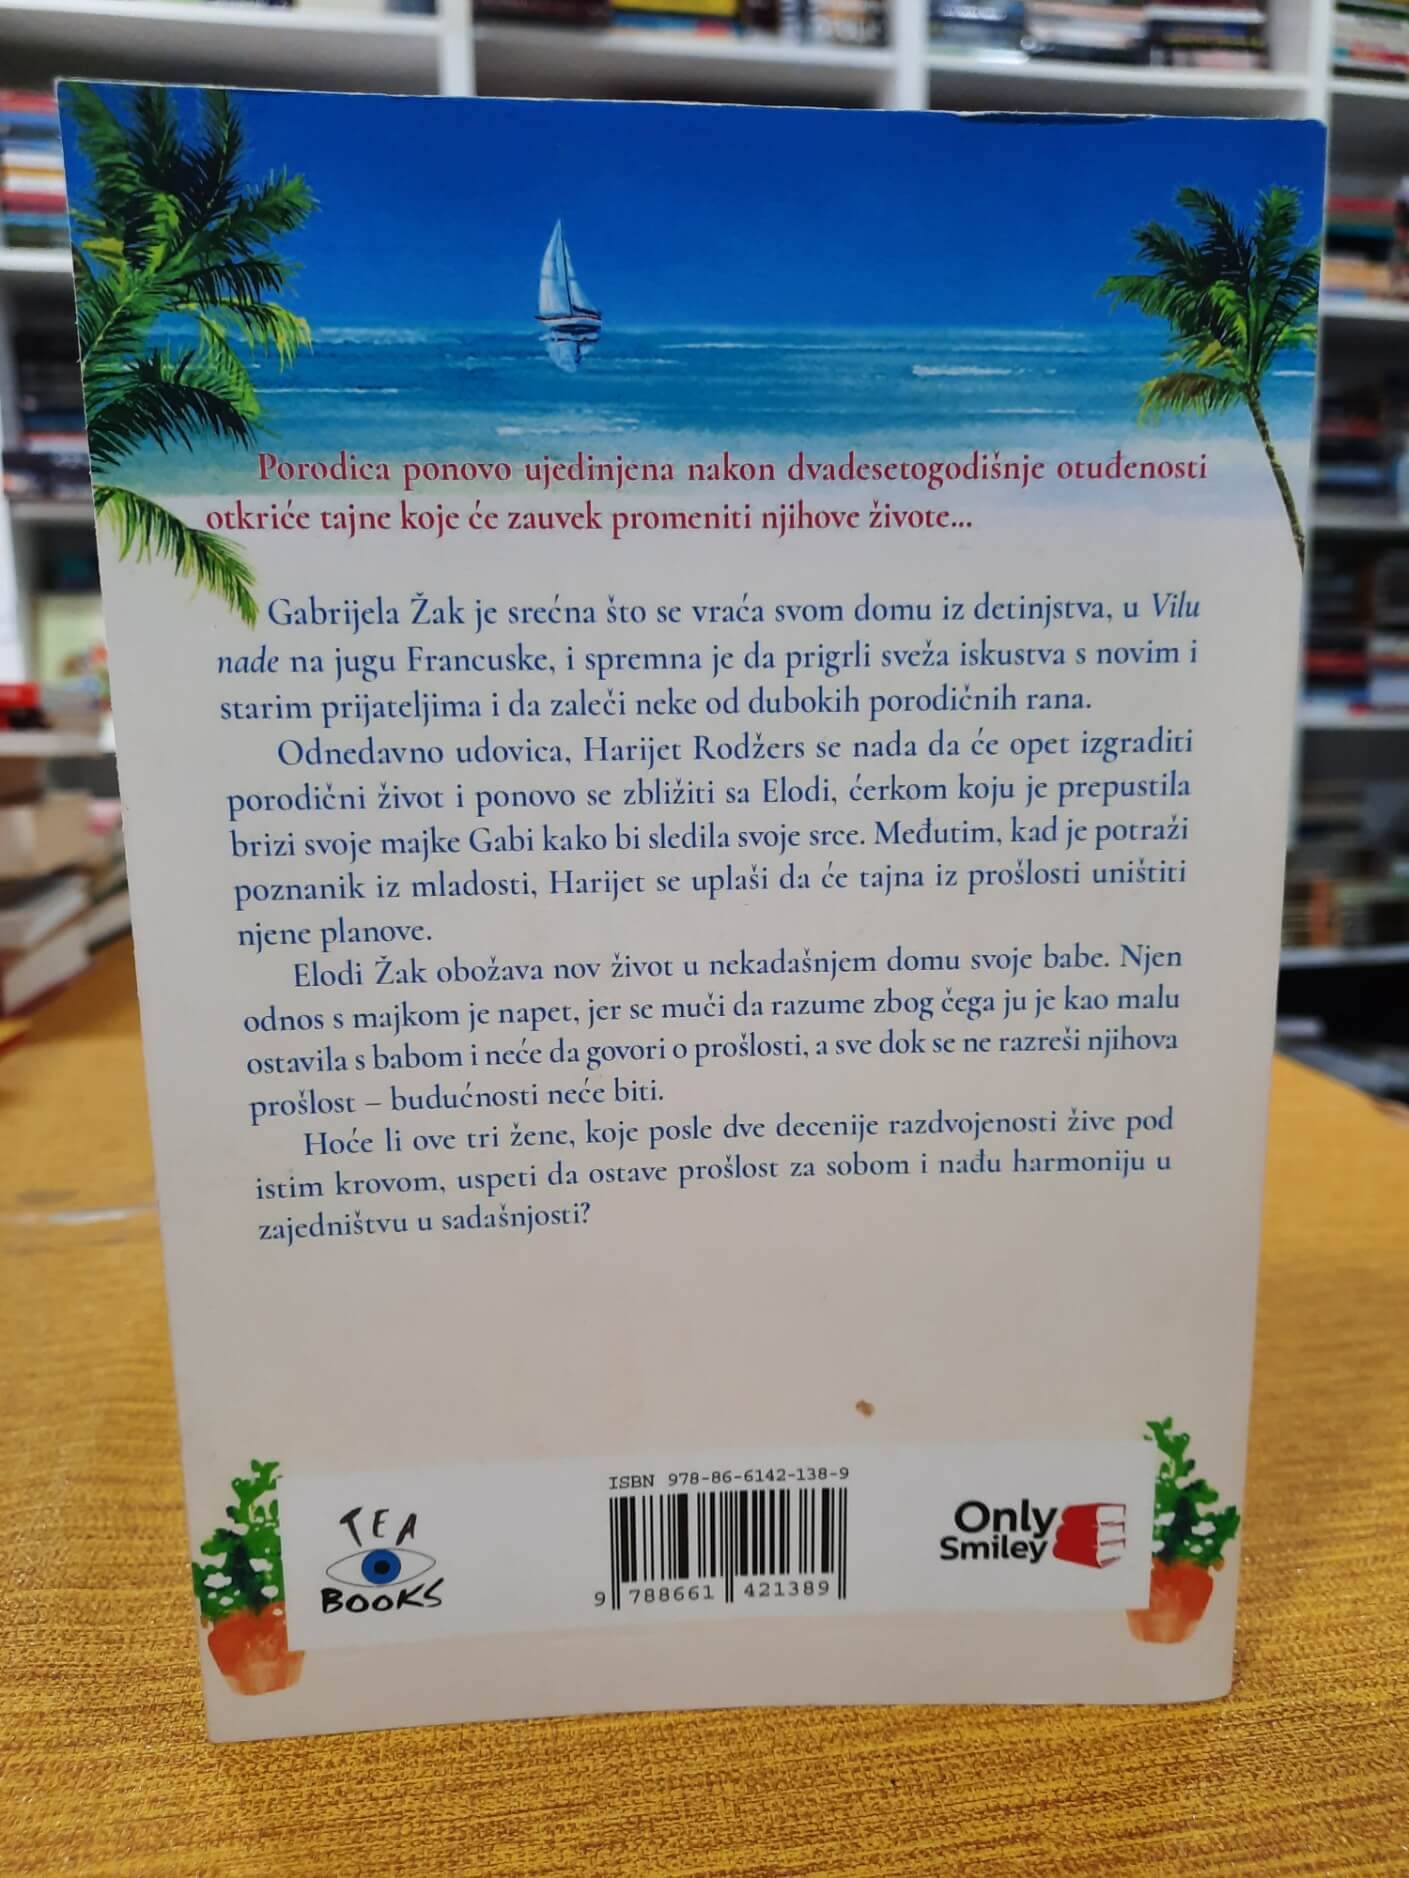 Porodica ponovo ujedinjena nakon dvadesetogodišnje otuđenosti
otkriće tajne koje će zauvek promeniti njihove živote...
Gabrijela Žak je srećna što se vraća svom domu iz detinjstva, u Vilu
nade na jugu Francuske, i spremna je da prigrli sveža iskustva s novim i
starim prijateljima i da zaleči neke od dubokih porodičnih rana.
Odnedavno udovica, Harijet Rodžers se nada da će opet izgraditi
porodični život i ponovo se zbližiti sa Elodi, ćerkom koju je prepustila
brizi svoje majke Gabi kako bi sledila svoje srce. Međutim, kad je potraži
poznanik iz mladosti, Harijet se uplaši da će tajna iz prošlosti uništiti
njene planove.
Elodi Žak obožava nov život u nekadašnjem domu svoje babe. Njen
odnos s majkom je napet, jer se muči da razume zbog čega ju je kao malu
ostavila s babom i neće da govori o prošlosti, a sve dok se ne razreši njihova
prošlost – budućnosti neće biti.
Hoće li ove tri žene, koje posle dve decenije razdvojenosti žive pod
istim krovom, uspeti da ostave prošlost za sobom i nađu harmoniju u
zajedništvu u sadašnjosti?
TEA
BOOKS
ISBN 978-86-6142-138-9
9 788661 421389
Only
Smiley